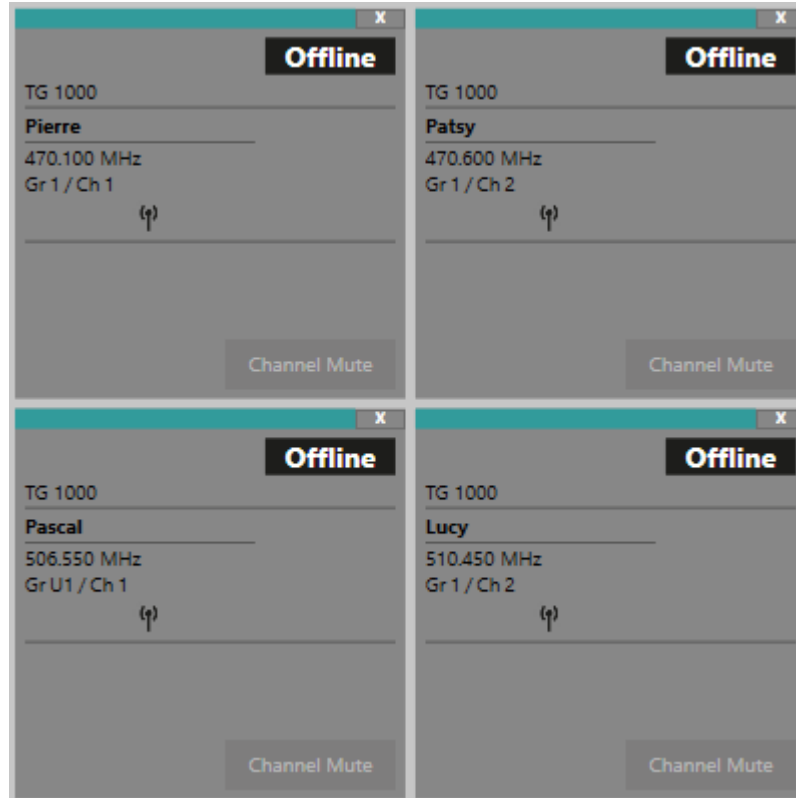 X
Offline
TG 1000
Pierre
470.100 MHz
Gr 1 / Ch 1
Channel Mute
X
Offline
TG 1000
Patsy
470.600 MHz
Gr 1 / Ch 2
Channel Mute
X
Offline
TG 1000
Pascal
506.550 MHz
Gr U1 / Ch 1
Channel Mute
X
Offline
TG 1000
Lucy
510.450 MHz
Gr 1 / Ch 2
Channel Mute